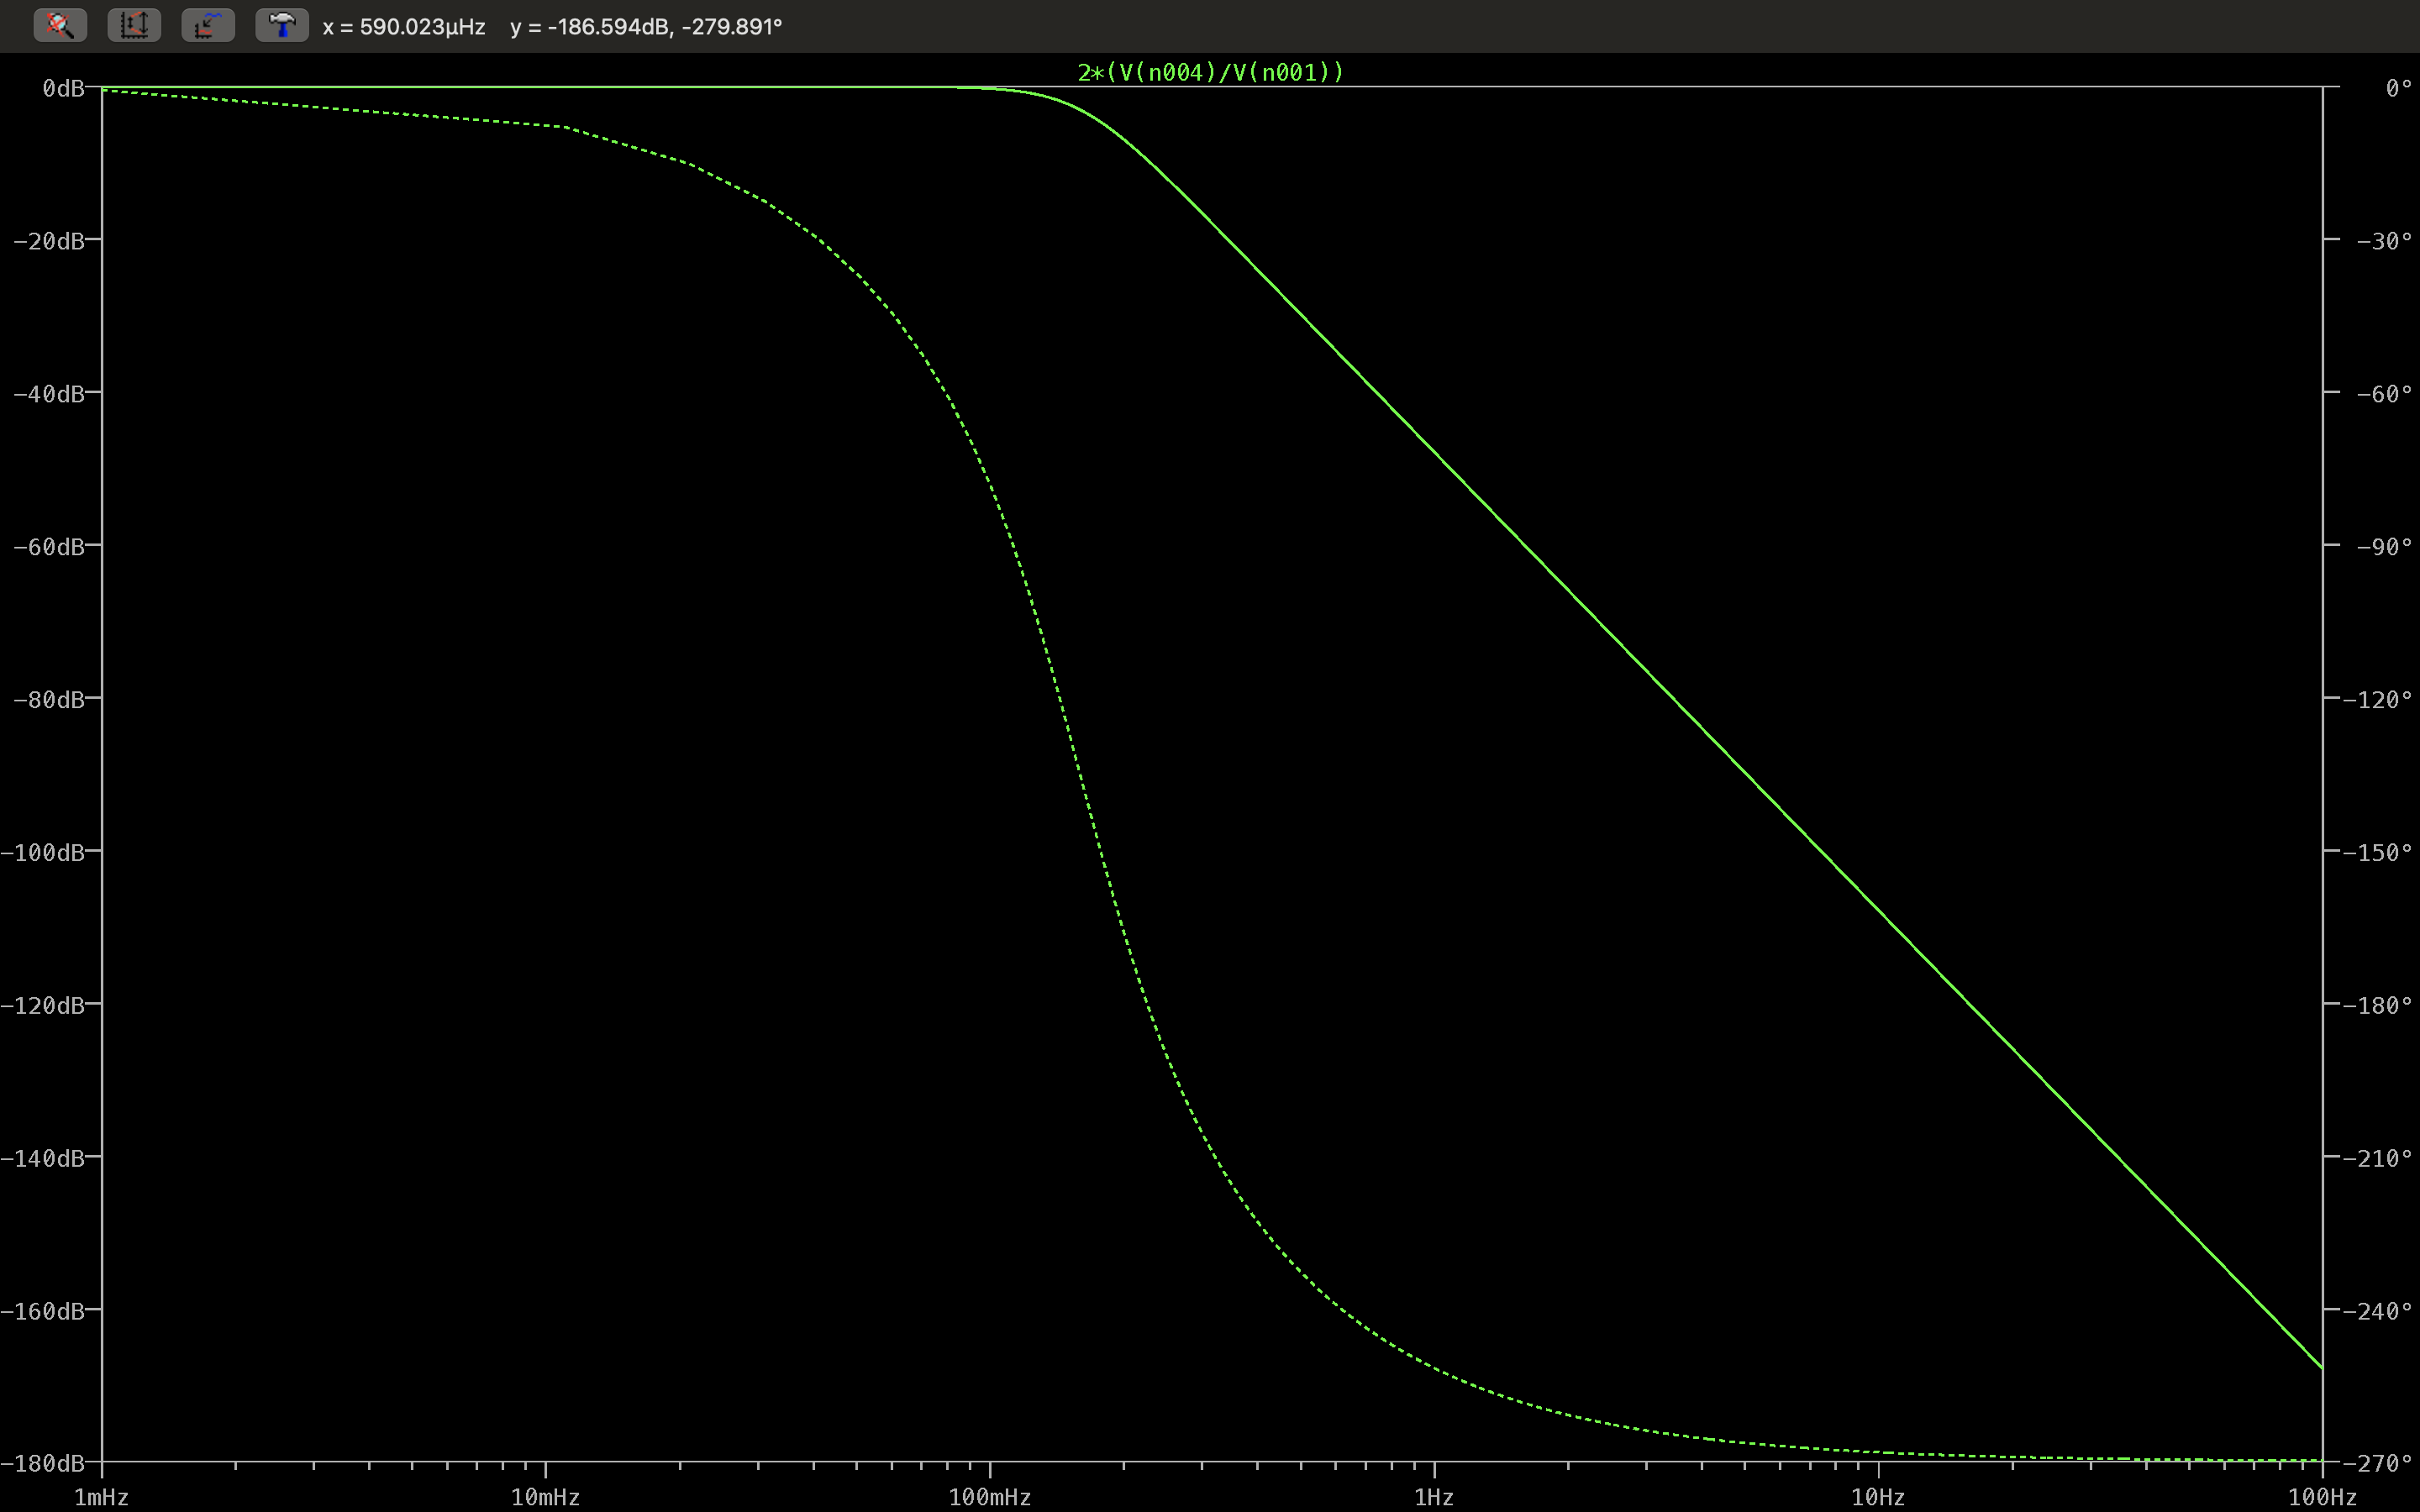 x = 590.023µHz y = -186.594dB, -279.891°
2*(V(n004)/V(n001))
0dB
0°
-20dB
-30°
-40dB
-60°
-60dB
-90°
-80dB
-120°
-100dB
-150°
-120dB
-180°
-140dB
-210°
-160dB
-240°
-180dB
-270°
1mHz 10mHz 100mHz 1Hz 10Hz 100Hz